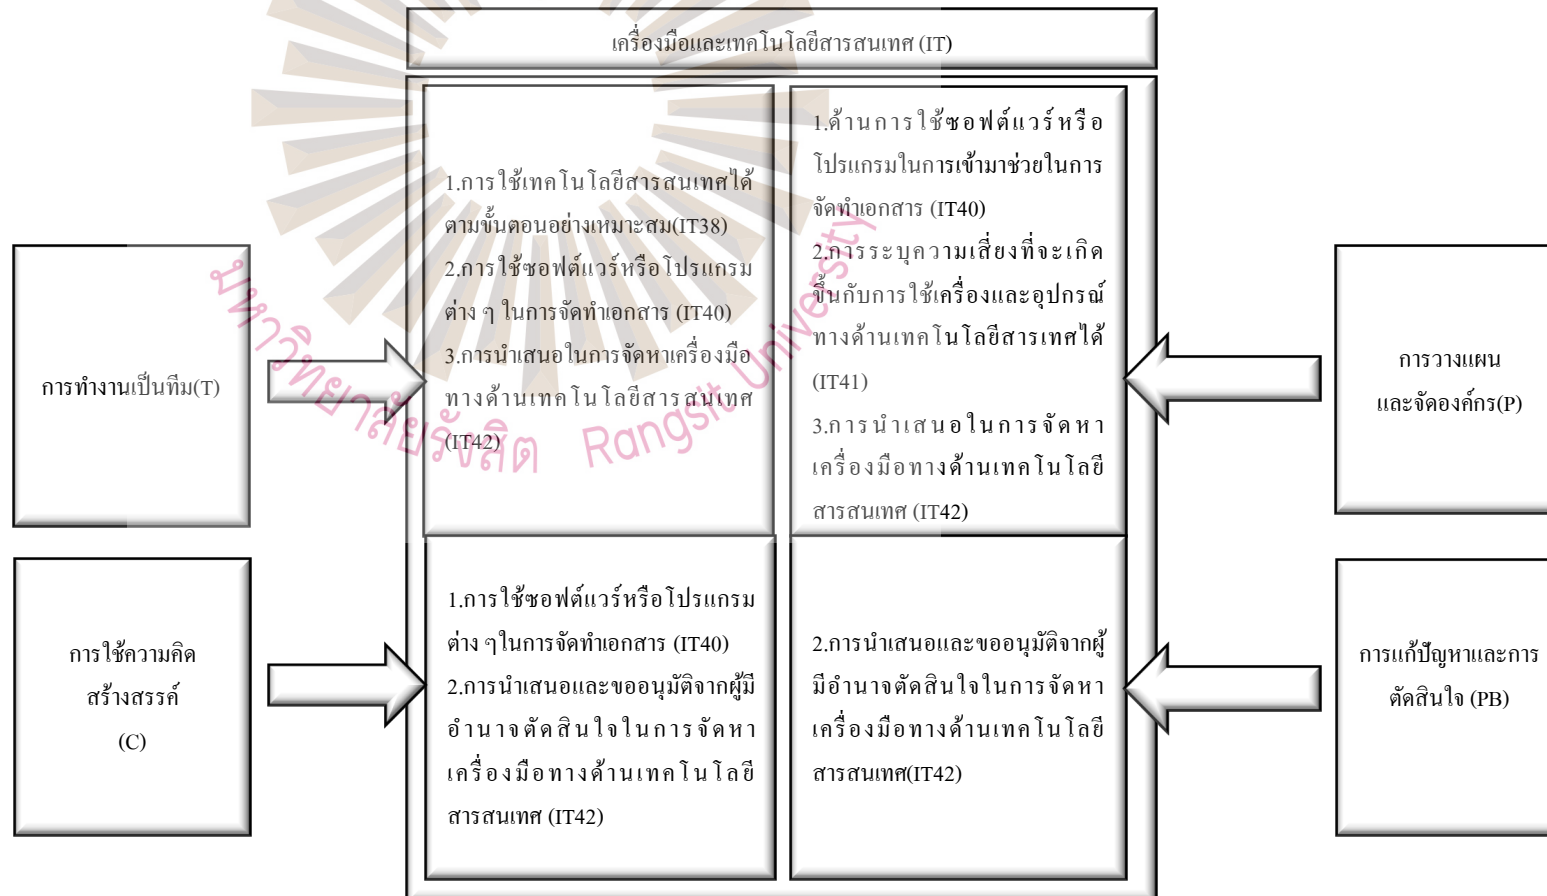 เครื่องมือและเทคโนโลยีสารสนเทศ (IT)
การทำงานเป็นทีม(T)
1.การใช้เทคโนโลยีสารสนเทศได้
ตามขั้นตอนอย่างเหมาะสม(IT38)
2.การใช้ซอฟต์แวร์หรือโปรแกรม
ต่าง ๆ ในการจัดทำเอกสาร (IT40)
3.การนำเสนอในการจัดหาเครื่องมือ
ทางด้านเทคโนโลยีสารสนเทศ
(IT42)
1.ด้านการใช้ซอฟต์แวร์หรือ
โปรแกรมในการเข้ามาช่วยในการ
จัดทำเอกสาร (IT40)
2.การระบุความเสี่ยงที่จะเกิด
ขึ้นกับการใช้เครื่องและอุปกรณ์
ทางด้านเทคโนโลยีสารเทศได้
(IT41)
3.การนำเสนอในการจัดหา
เครื่องมือทางด้านเทคโนโลยี
สารสนเทศ (IT42)
การวางแผน
และจัดองค์กร(P)
การใช้ความคิด
สร้างสรรค์
(C)
1.การใช้ซอฟต์แวร์หรือโปรแกรม
ต่าง ๆในการจัดทำเอกสาร (IT40)
2.การนำเสนอและขออนุมัติจากผู้มี
อำนาจตัดสินใจในการจัดหา
เครื่องมือทางด้านเทคโนโลยี
สารสนเทศ (IT42)
2.การนำเสนอและขออนุมัติจากผู้
มีอำนาจตัดสินใจในการจัดหา
เครื่องมือทางด้านเทคโนโลยี
สารสนเทศ(IT42)
การแก้ปัญหาและการ
ตัดสินใจ (PB)
มหาวิทยาลัยรังสิต Rangsit University